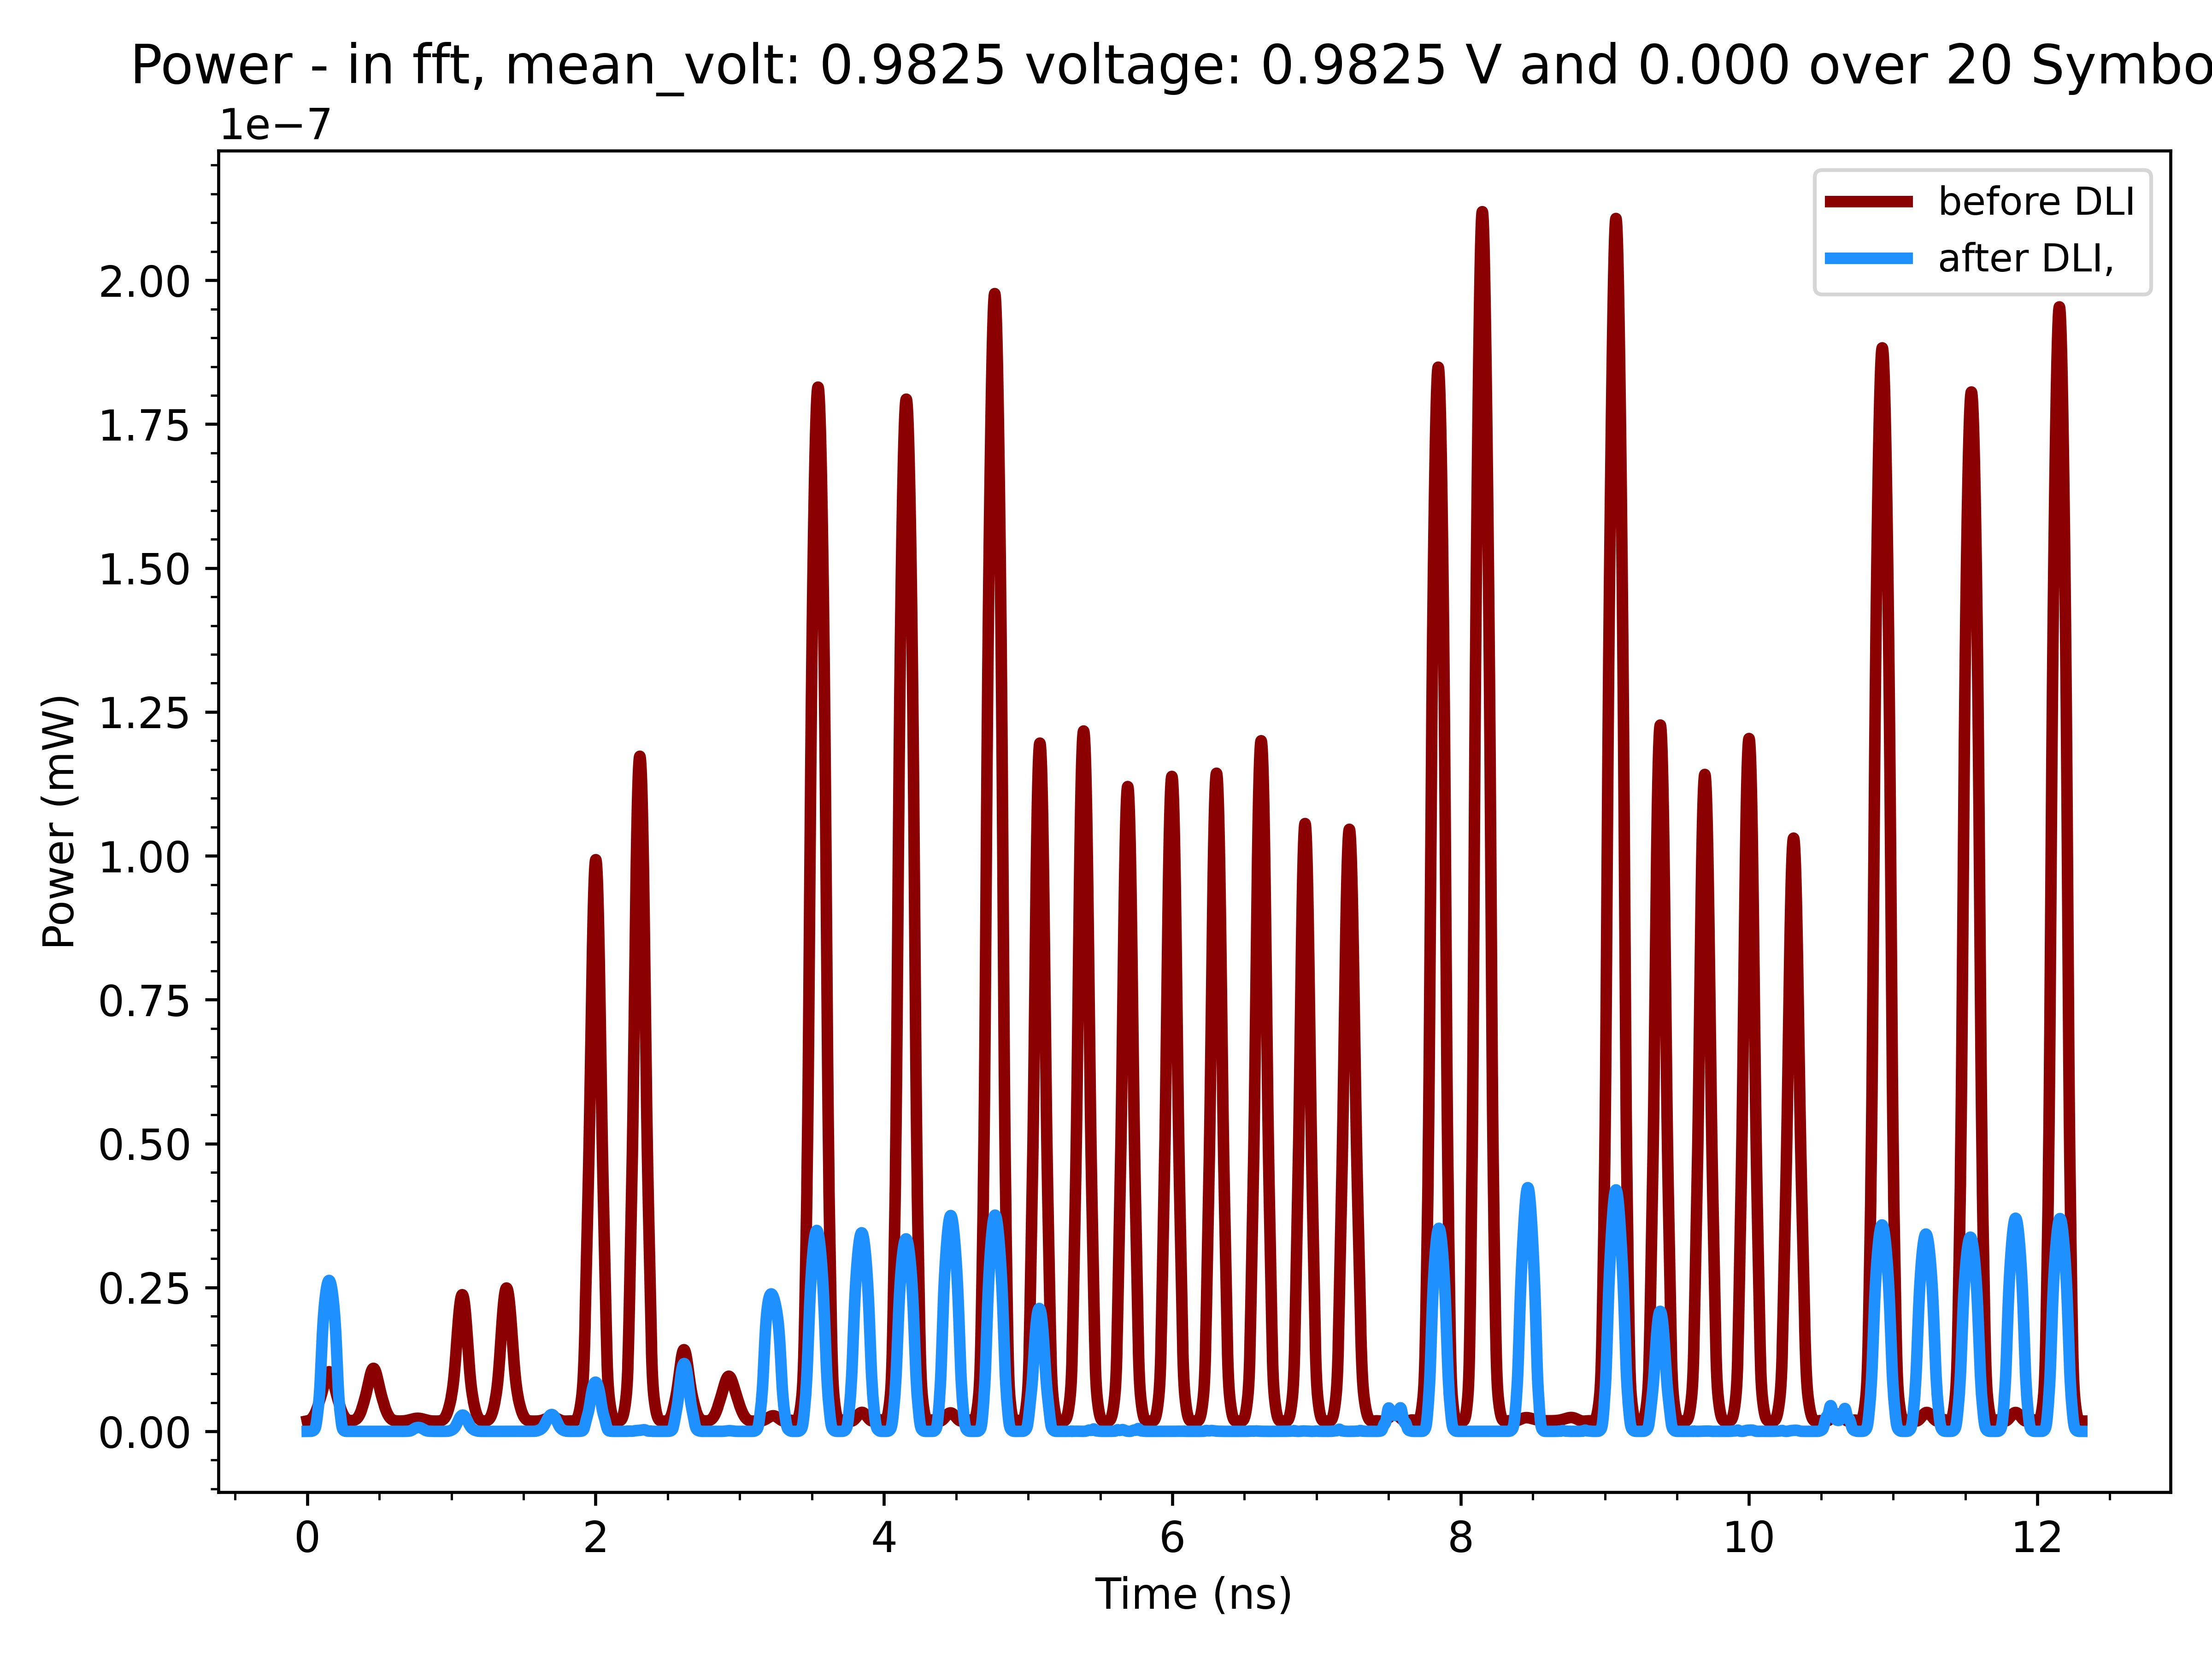 Power - in fft, mean_volt: 0.9825 voltage: 0.9825 V and 0.000 over 20 Symbo
1e−7
before DLI
after DLI,
2.00
1.75
1.50
1.25
1.00
0.75
0.50
0.25
0.00
Power (mW)
0 2 4 6 8 10 12
Time (ns)